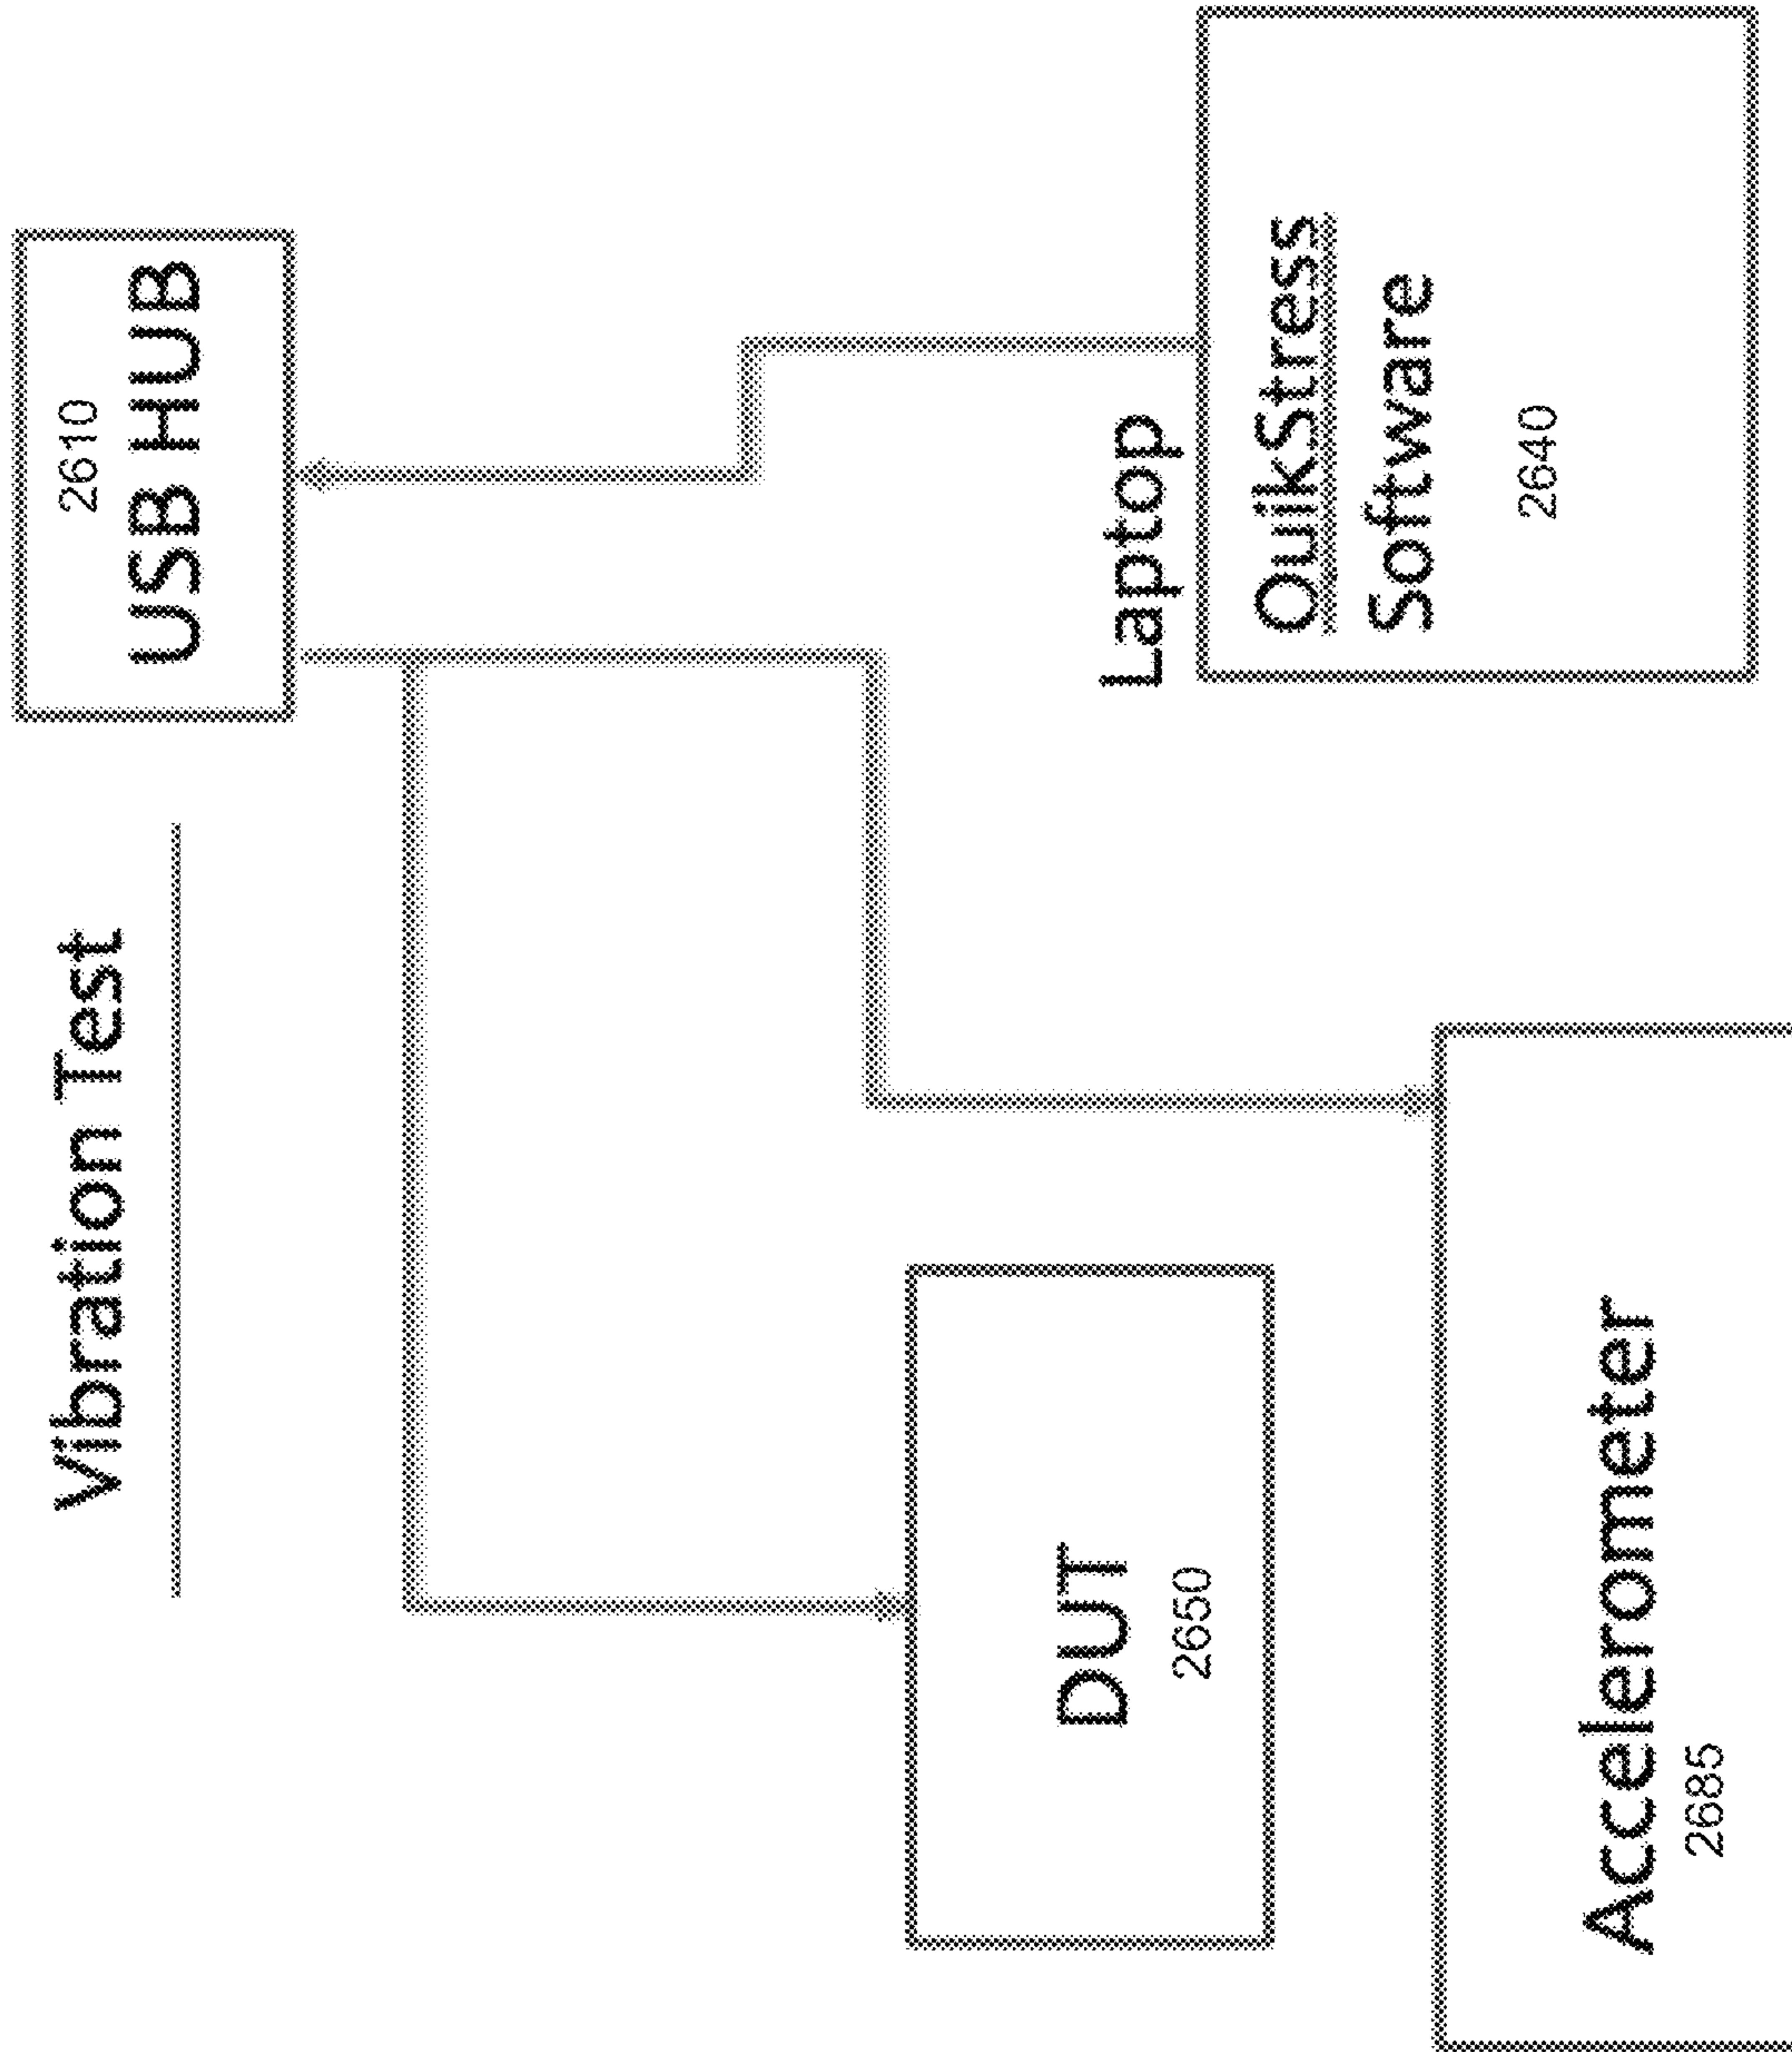 Vibration Test
2610
USB HUB
DUT
2650
Laptop
QuikStress
Software
2640
Accelerometer
2685